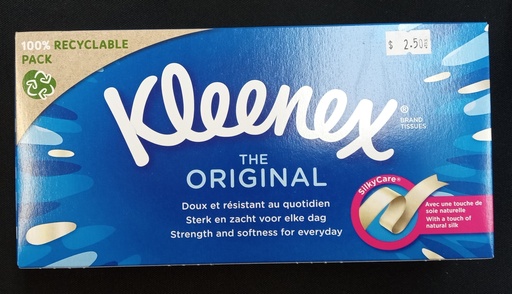 100% RECYCLABLE
PACK
$ 2.50
Kleenex®
BRAND
TISSUES
THE
ORIGINAL
Doux et résistant au quotidien
Sterk en zacht voor elke dag
Strength and softness for everyday
SilkyCare®
Avec une touche de
soie naturelle
With a touch of
natural silk